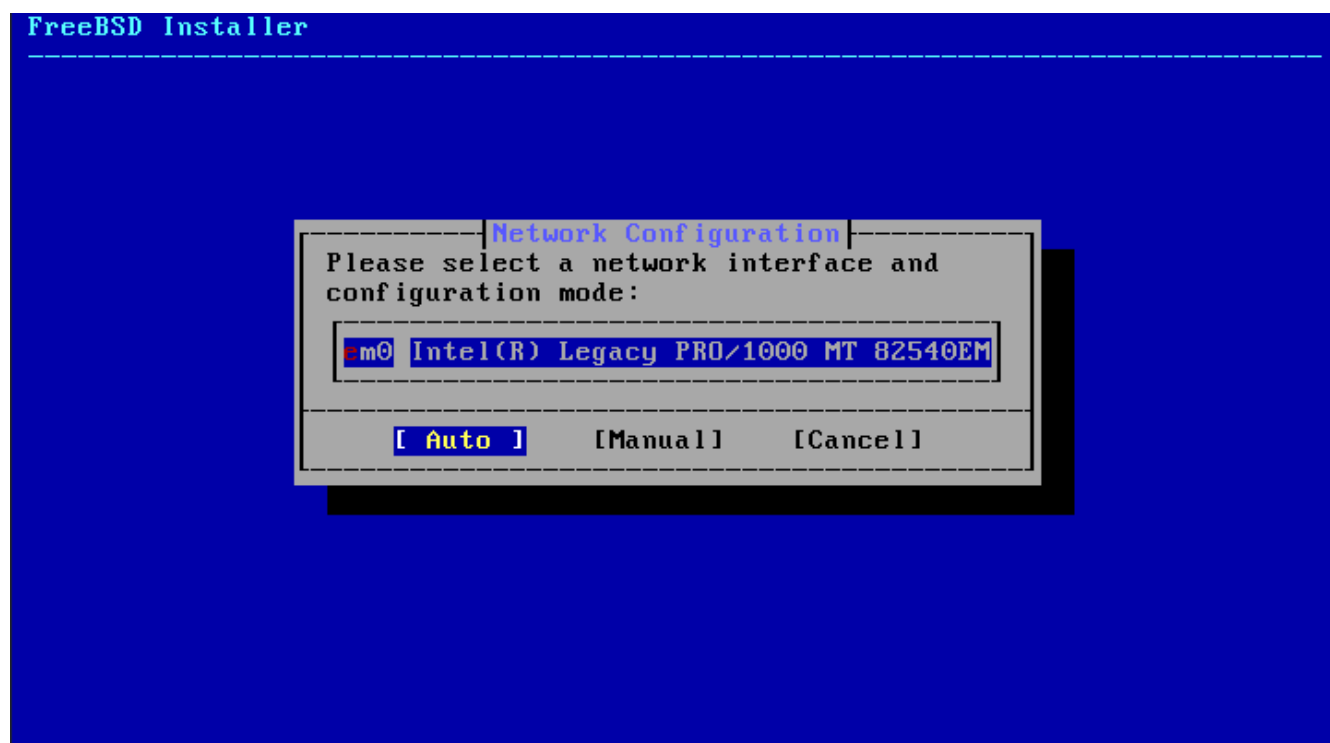 FreeBSD Installer
Network Configuration
Please select a network interface and
configuration mode:
em0 Intel(R) Legacy PRO/1000 MT 82540EM
[ Auto ] [Manual] [Cancel]